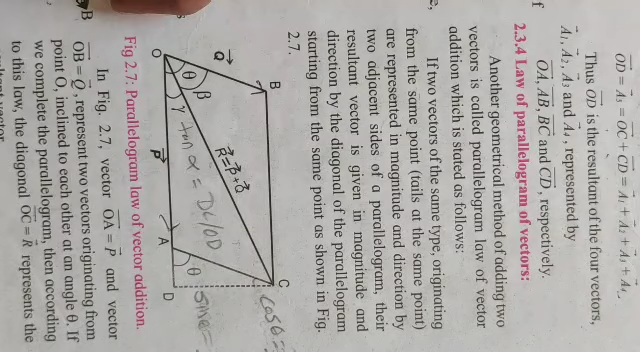 OD = A₅ = OC + CD = A₁ + A₂ + A₃ + A₄
Thus OD is the resultant of the four vectors,
A₁, A₂, A₃ and A₄, represented by
OA, AB, BC and CD, respectively.
2.3.4 Law of parallelogram of vectors:
Another geometrical method of adding two
vectors is called parallelogram law of vector
addition which is stated as follows:
If two vectors of the same type, originating
from the same point (tails at the same point)
are represented in magnitude and direction by
two adjacent sides of a parallelogram, their
resultant vector is given in magnitude and
direction by the diagonal of the parallelogram
starting from the same point as shown in Fig.
2.7.
B
C
Q
R=P+Q
cosθ=
β
θ
γ
tan α = DC/OD
θ
sinθ=
O
P
A
D
Fig 2.7: Parallelogram law of vector addition.
In Fig. 2.7, vector OA = P and vector
OB = Q, represent two vectors originating from
point O, inclined to each other at an angle θ. If
we complete the parallelogram, then according
to this law, the diagonal OC = R represents the
f
e,
B